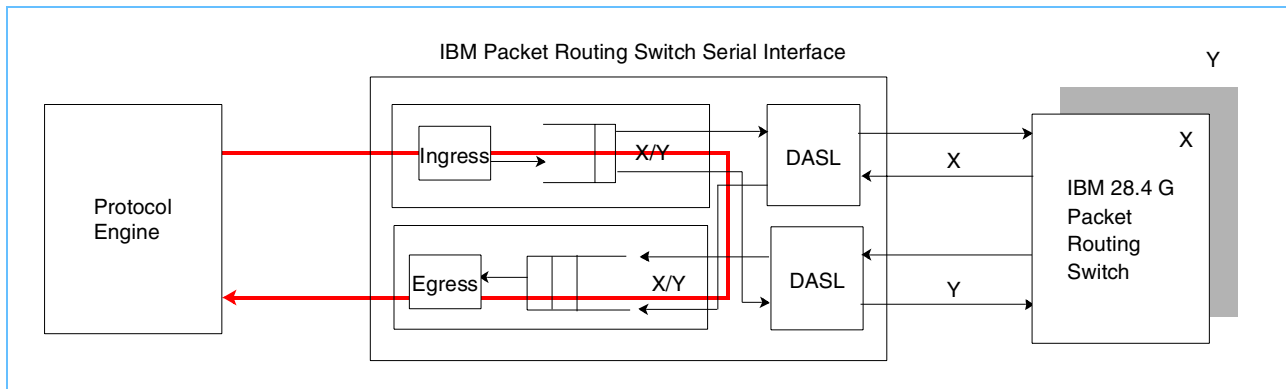 IBM Packet Routing Switch Serial Interface
Y
Protocol
Engine
Ingress
X/Y
DASL
X
X
IBM 28.4 G
Packet
Routing
Switch
Egress
X/Y
DASL
Y